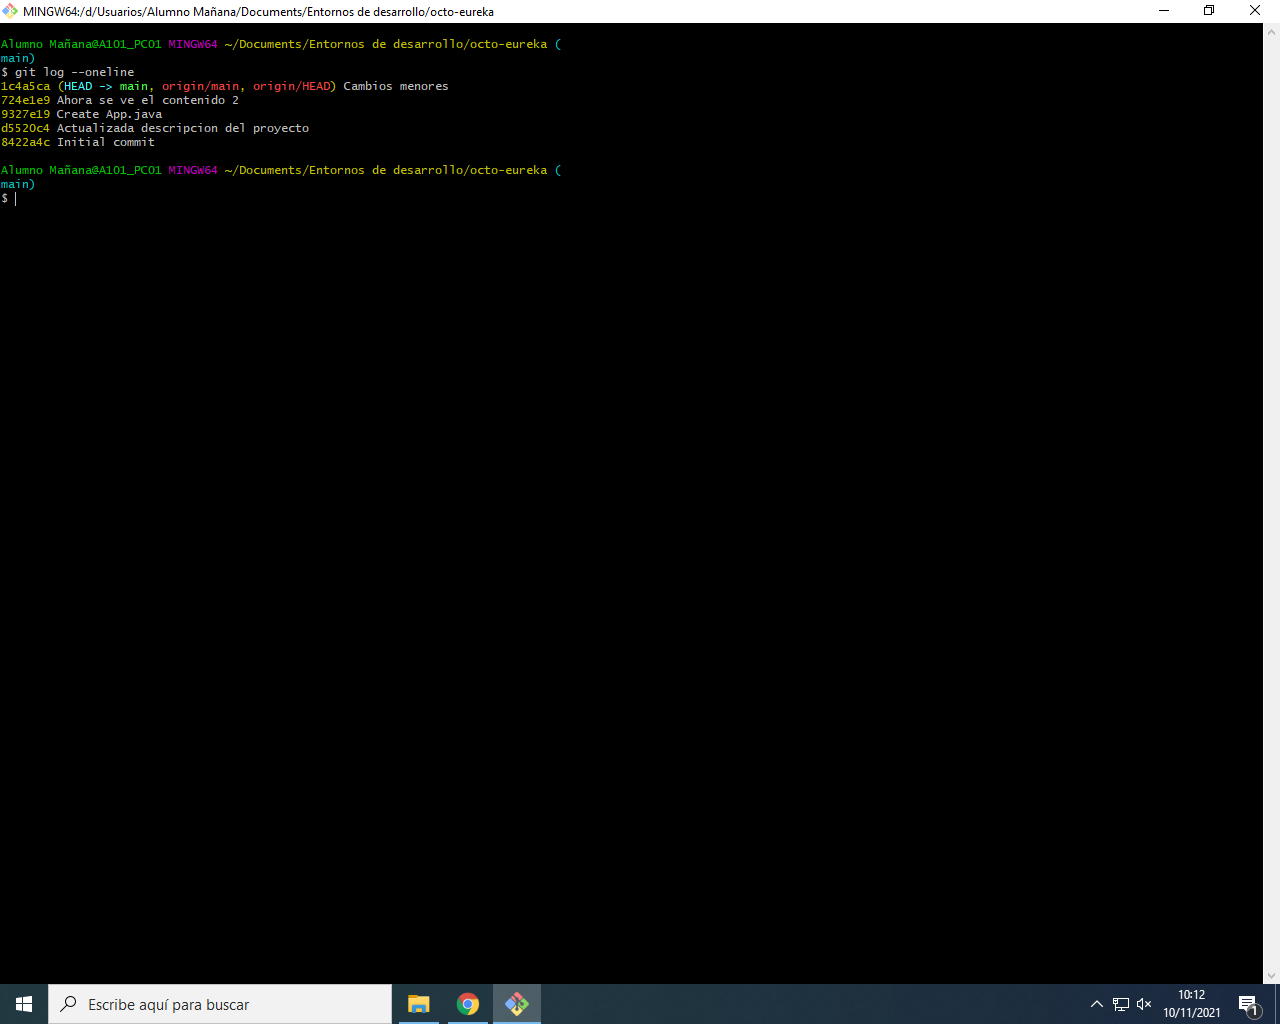 MINGW64:/d/Usuarios/Alumno Mañana/Documents/Entornos de desarrollo/octo-eureka
Alumno Mañana@A101_PC01 MINGW64 ~/Documents/Entornos de desarrollo/octo-eureka (
main)
$ git log --oneline
1c4a5ca (HEAD -> main, origin/main, origin/HEAD) Cambios menores
724e1e9 Ahora se ve el contenido 2
9327e19 Create App.java
d5520c4 Actualizada descripcion del proyecto
8422a4c Initial commit
Alumno Mañana@A101_PC01 MINGW64 ~/Documents/Entornos de desarrollo/octo-eureka (
main)
$
Escribe aquí para buscar
10:12
10/11/2021
1